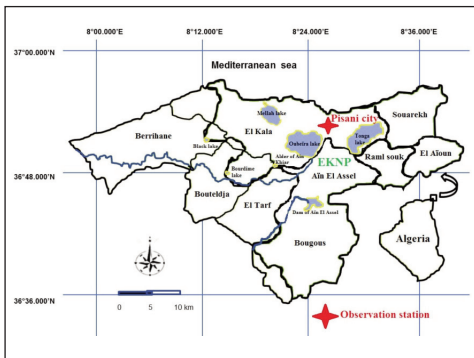 8°00.000'E
8°12.000'E
8°24.000'E
8°36.000'E
37°00.000'N
Mediterranean sea
Mellah lake
Pisani city
Souarekh
Berrihane
El Kala
Oubeira lake
Tonga lake
Black lake
Alder of Aïn Khiar
EKNP
Raml souk
El Aïoun
36°48.000'N
Bourdime lake
Aïn El Assel
Bouteldja
El Tarf
Dam of Aïn El Assel
Bougous
Algeria
36°36.000'N
0 5 10 km
Observation station